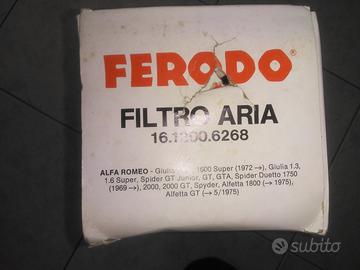 FERODO®
FILTRO ARIA
16.1200.6268
ALFA ROMEO - Giulia 1600 Super (1972→), Giulia 1.3,
1.6 Super, Spider GT Junior, GT, GTA, Spider Duetto 1750
(1969→), 2000, 2000 GT, Spyder, Alfetta 1800 (→1975),
Alfetta GT (→5/1975)
subito